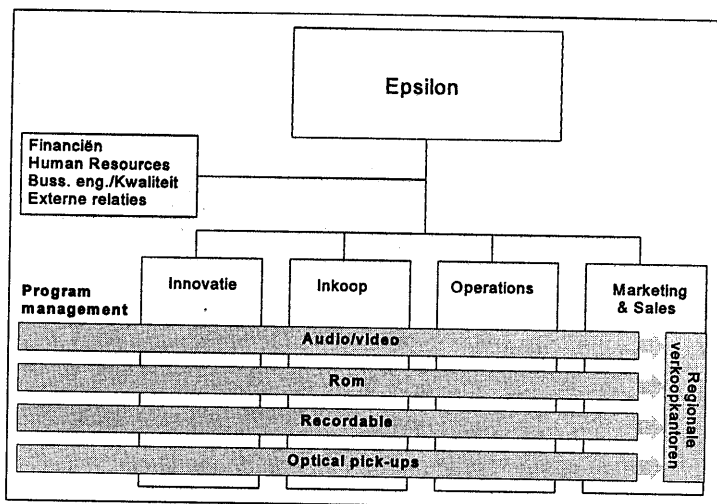 Epsilon
Financiën
Human Resources
Buss. eng./Kwaliteit
Externe relaties
Innovatie
Inkoop
Operations
Marketing
& Sales
Program
management
Audio/video
Rom
Recordable
Optical pick-ups
Regionale
verkoopkantoren